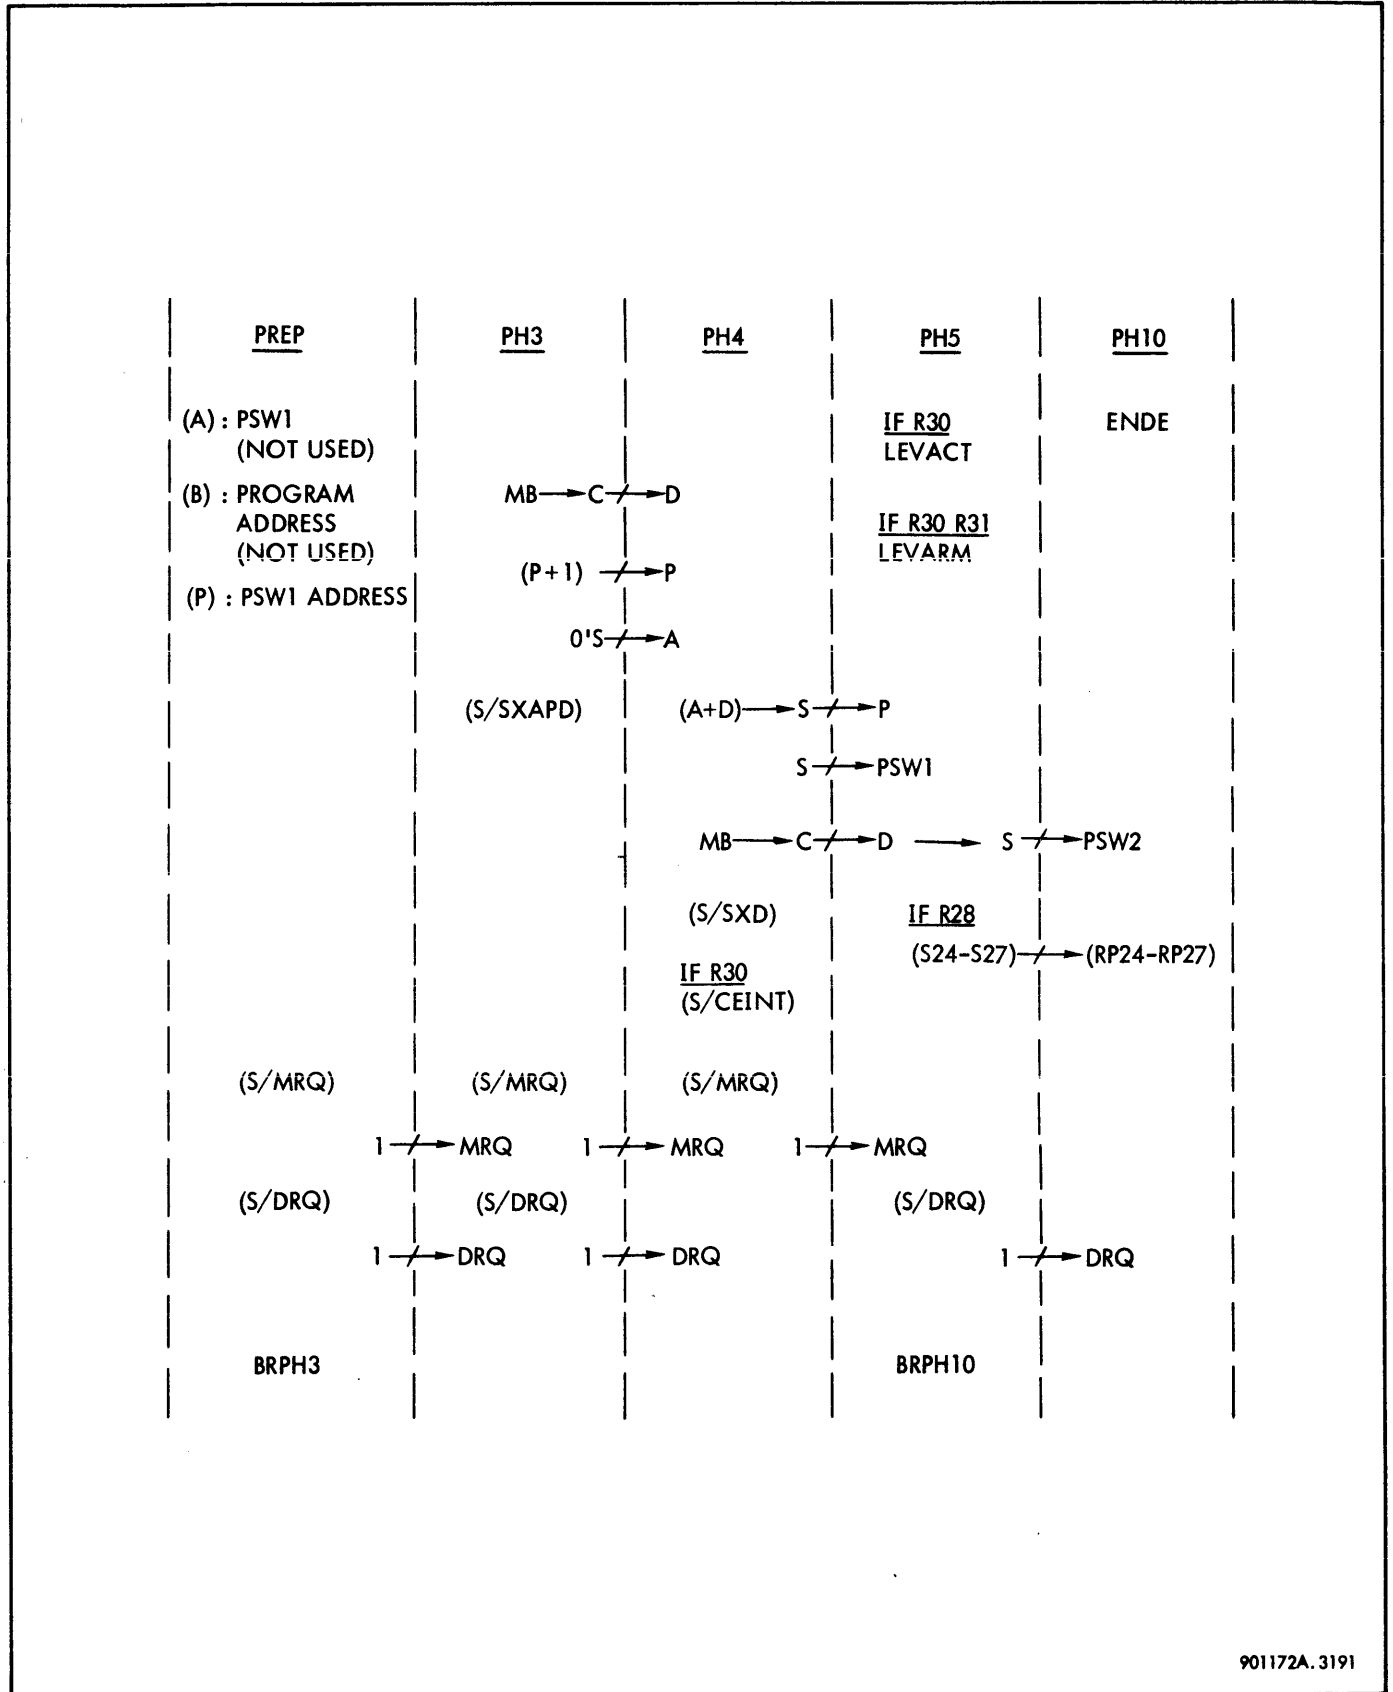 PREP PH3 PH4 PH5 PH10
(A) : PSW1 IF R30 ENDE
(NOT USED) LEVACT
(B) : PROGRAM MB → C → D
ADDRESS IF R30 R31
(NOT USED) LEVARM
(P+1) → P
(P) : PSW1 ADDRESS
0'S → A
(S/SXAPD) (A+D) → S → P
S → PSW1
MB → C → D → S → PSW2
(S/SXD) IF R28
(S24-S27) → (RP24-RP27)
IF R30
(S/CEINT)
(S/MRQ) (S/MRQ) (S/MRQ)
1 → MRQ 1 → MRQ 1 → MRQ
(S/DRQ) (S/DRQ) (S/DRQ)
1 → DRQ 1 → DRQ 1 → DRQ
BRPH3 BRPH10
901172A.3191